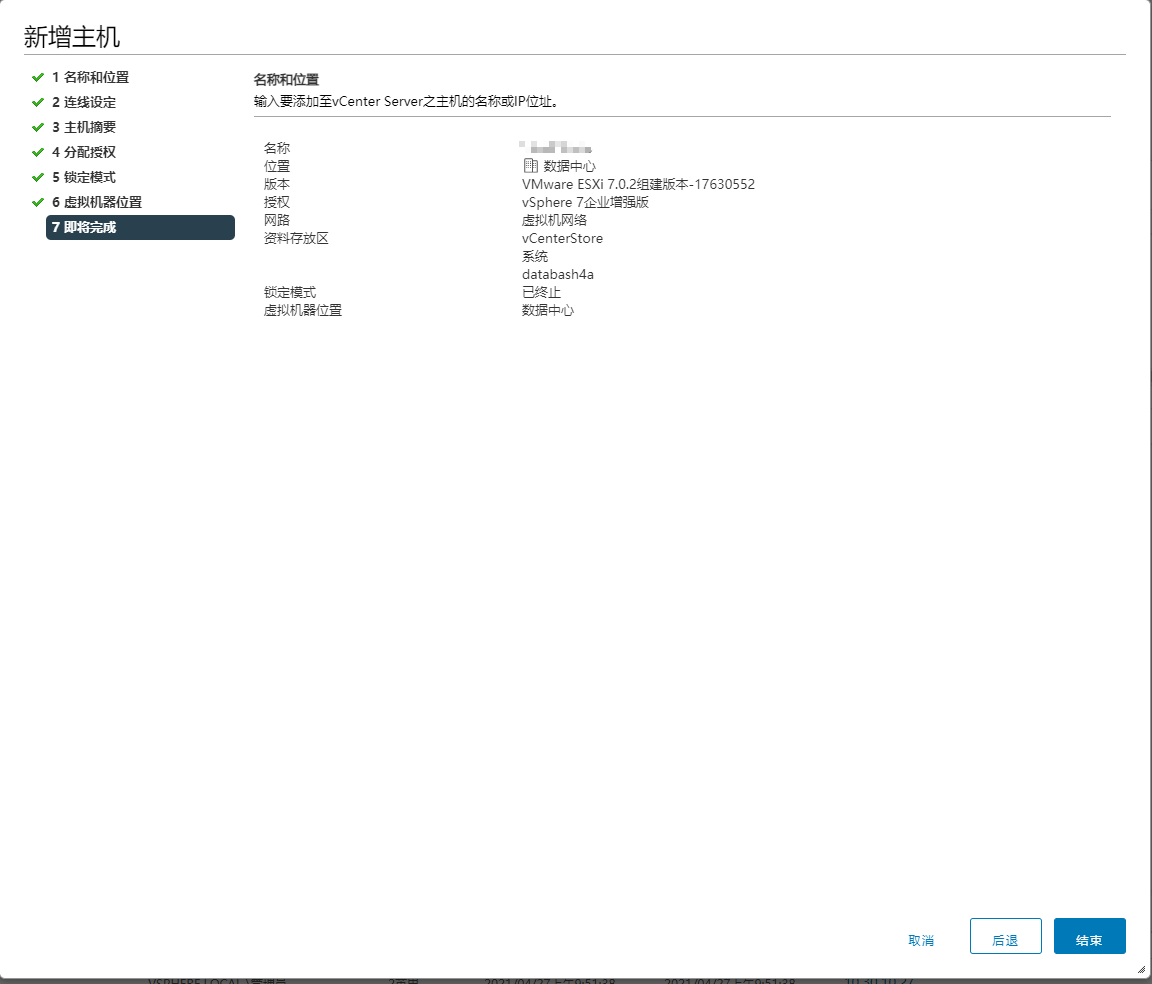 新增主机
1 名称和位置
2 连线设定
3 主机摘要
4 分配授权
5 锁定模式
6 虚拟机器位置
7 即将完成
名称和位置
输入要添加至vCenter Server之主机的名称或IP位址。
名称
位置 数据中心
版本 VMware ESXi 7.0.2组建版本-17630552
授权 vSphere 7企业增强版
网路 虚拟机网络
资料存放区 vCenterStore
系统
databash4a
锁定模式 已终止
虚拟机器位置 数据中心
取消 后退 结束